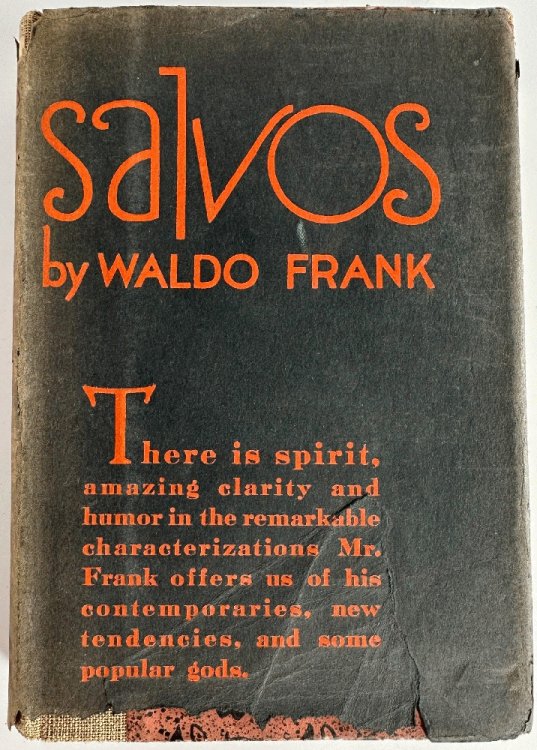 salvos
by WALDO FRANK
There is spirit,
amazing clarity and
humor in the remarkable
characterizations Mr.
Frank offers us of his
contemporaries, new
tendencies, and some
popular gods.